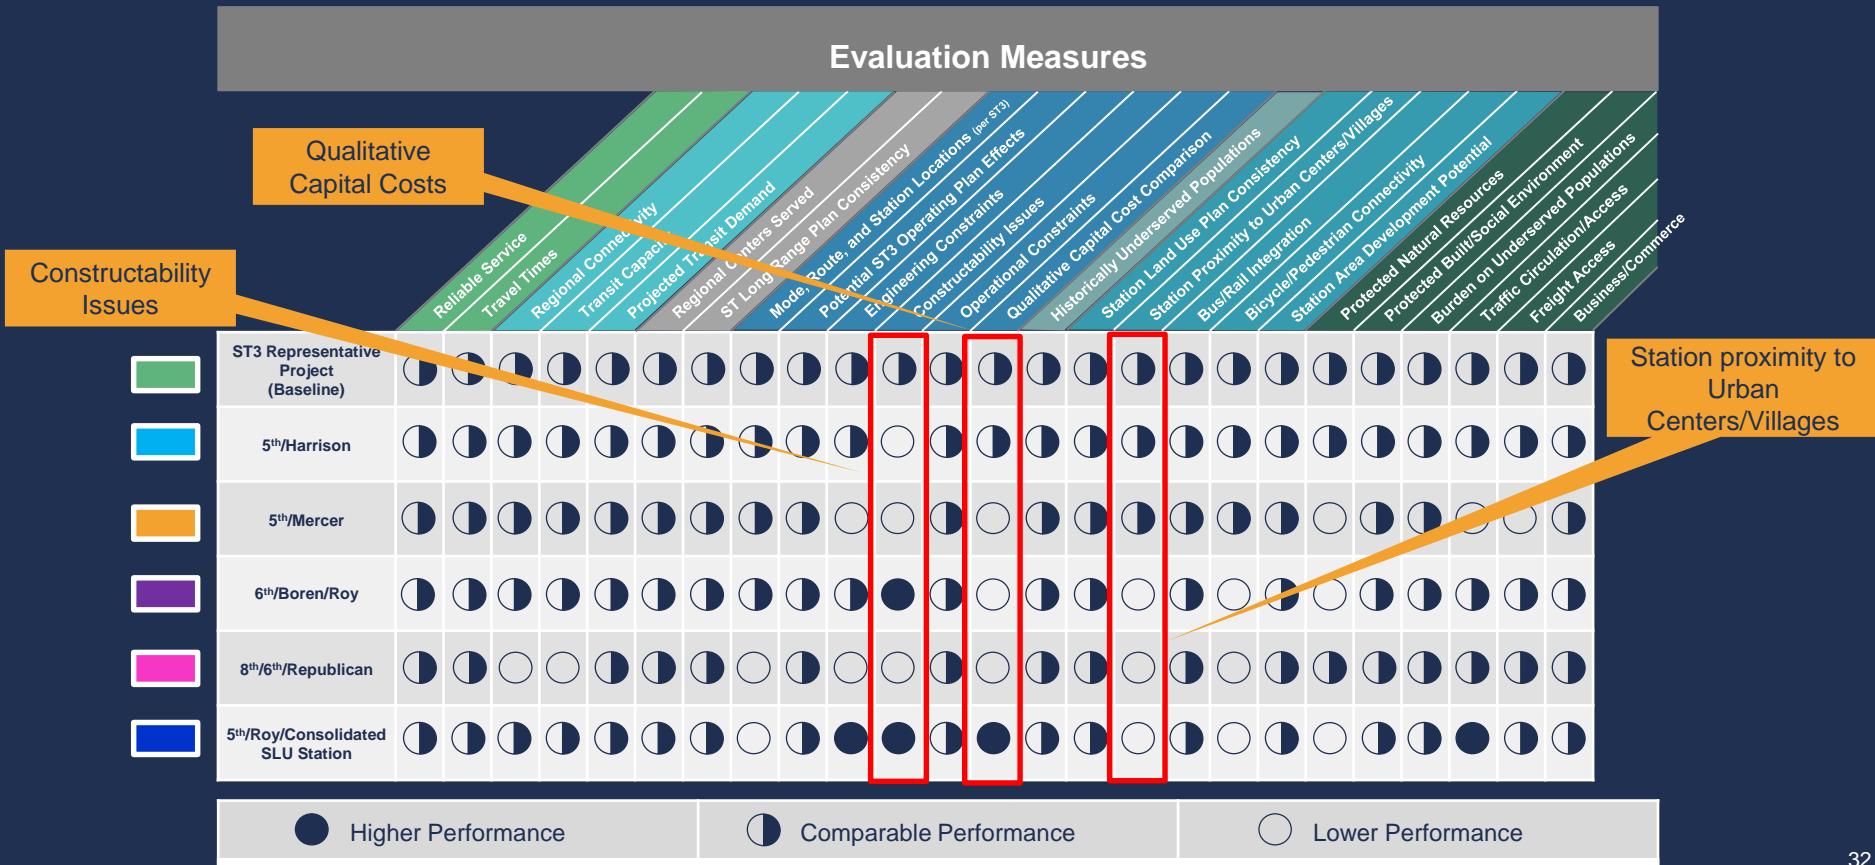 Evaluation Measures
Qualitative
Capital Costs
Constructability
Issues
Station proximity to
Urban
Centers/Villages
Reliable Service
Travel Times
Regional Connectivity
Transit Capacity
Projected Transit Demand
Regional Centers Served
ST Long Range Plan Consistency
Mode, Route, and Station Locations (per ST3)
Potential ST3 Operating Plan Effects
Engineering Constraints
Constructability Issues
Operational Constraints
Qualitative Capital Cost Comparison
Historically Underserved Populations
Station Land Use Plan Consistency
Station Proximity to Urban Centers/Villages
Bus/Rail Integration
Bicycle/Pedestrian Connectivity
Station Area Development Potential
Protected Natural Resources
Protected Built/Social Environment
Burden on Underserved Populations
Traffic Circulation/Access
Freight Access
Business/Commerce
ST3 Representative
Project
(Baseline)
5th/Harrison
5th/Mercer
6th/Boren/Roy
8th/6th/Republican
5th/Roy/Consolidated
SLU Station
Higher Performance
Comparable Performance
Lower Performance
32